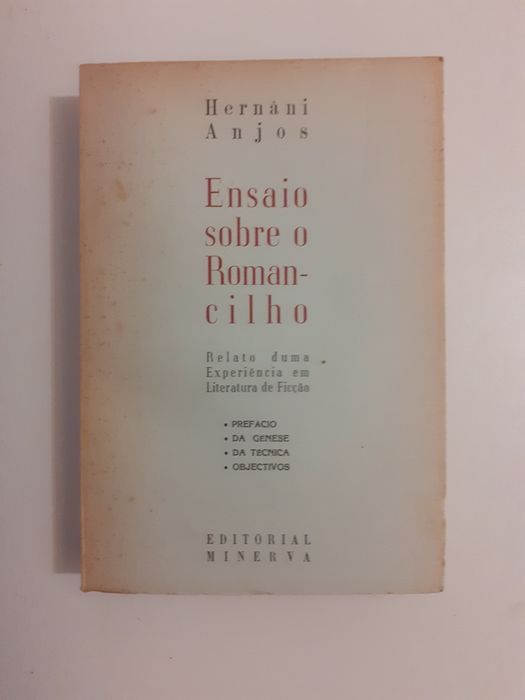 Hernâni
Anjos
Ensaio
sobre o
Roman-
cilho
Relato duma
Experiência em
Literatura de Ficção
• PREFACIO
• DA GENESE
• DA TECNICA
• OBJECTIVOS
EDITORIAL
MINERVA